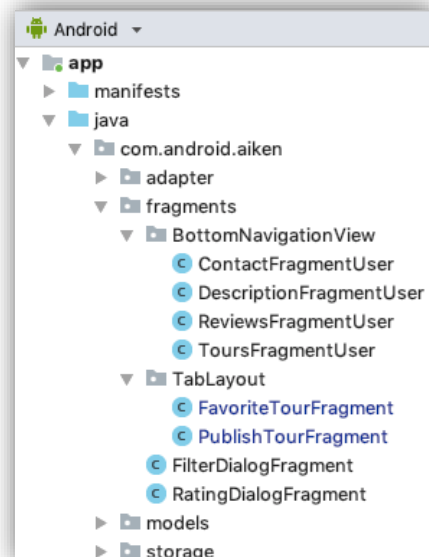 Android
app
manifests
java
com.android.aiken
adapter
fragments
BottomNavigationView
ContactFragmentUser
DescriptionFragmentUser
ReviewsFragmentUser
ToursFragmentUser
TabLayout
FavoriteTourFragment
PublishTourFragment
FilterDialogFragment
RatingDialogFragment
models
storage